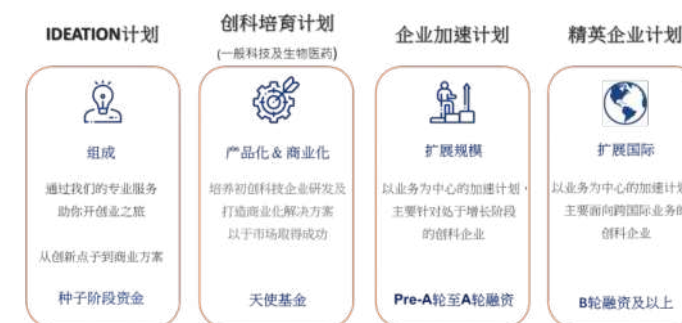 IDEATION计划
组成
通过我们的专业服务
助你开创业之旅
从创新点子到商业方案
种子阶段资金
创科培育计划
(一般科技及生物医药)
产品化 & 商业化
培养初创科技企业研发及
打造商业化解决方案
以于市场取得成功
天使基金
企业加速计划
扩展规模
以业务为中心的加速计划，
主要针对处于增长阶段
的创科企业
Pre-A轮至A轮融资
精英企业计划
扩展国际
以业务为中心的加速计
主要面向跨国际业务的
创科企业
B轮融资及以上